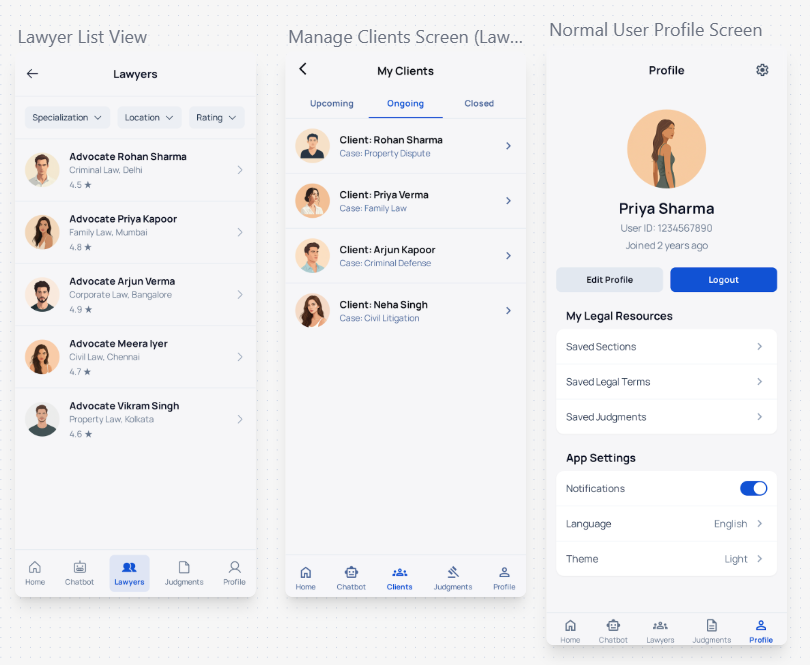 Lawyer List View
Lawyers
Specialization
Location
Rating
Advocate Rohan Sharma
Criminal Law, Delhi
4.5 ★
Advocate Priya Kapoor
Family Law, Mumbai
4.8 ★
Advocate Arjun Verma
Corporate Law, Bangalore
4.9 ★
Advocate Meera Iyer
Civil Law, Chennai
4.7 ★
Advocate Vikram Singh
Property Law, Kolkata
4.6 ★
Home Chatbot Lawyers Judgments Profile
Manage Clients Screen (Law...
My Clients
Upcoming Ongoing Closed
Client: Rohan Sharma
Case: Property Dispute
Client: Priya Verma
Case: Family Law
Client: Arjun Kapoor
Case: Criminal Defense
Client: Neha Singh
Case: Civil Litigation
Home Chatbot Clients Judgments Profile
Normal User Profile Screen
Profile
Priya Sharma
User ID: 1234567890
Joined 2 years ago
Edit Profile Logout
My Legal Resources
Saved Sections
Saved Legal Terms
Saved Judgments
App Settings
Notifications
Language English
Theme Light
Home Chatbot Lawyers Judgments Profile